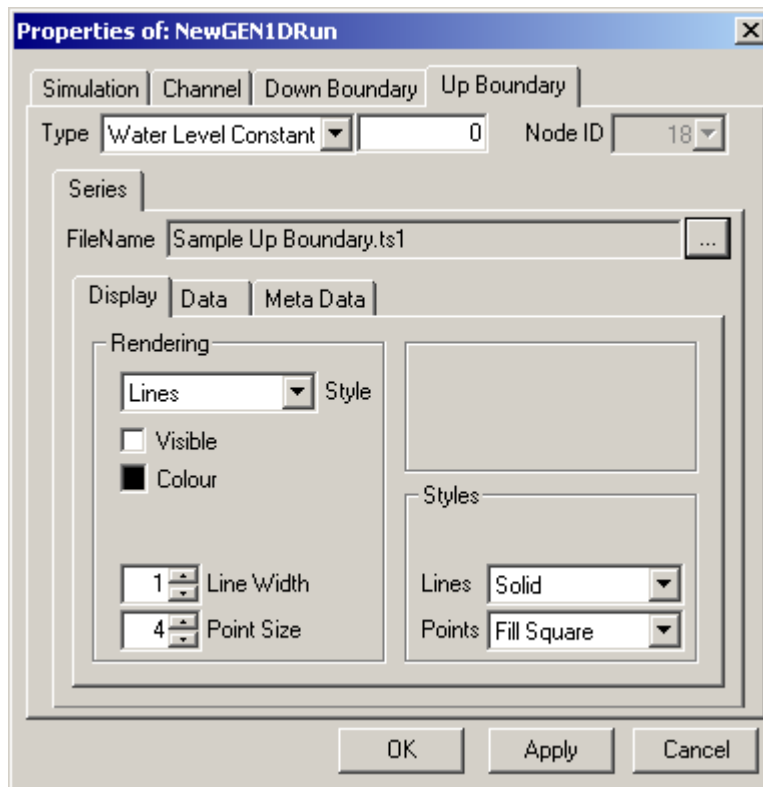 Properties of: NewGEN1DRun
Simulation Channel Down Boundary Up Boundary
Type Water Level Constant 0 Node ID 18
Series
FileName Sample Up Boundary.ts1 ...
Display Data Meta Data
Rendering
Lines Style
Visible
Colour
Styles
1 Line Width Lines Solid
4 Point Size Points Fill Square
OK Apply Cancel